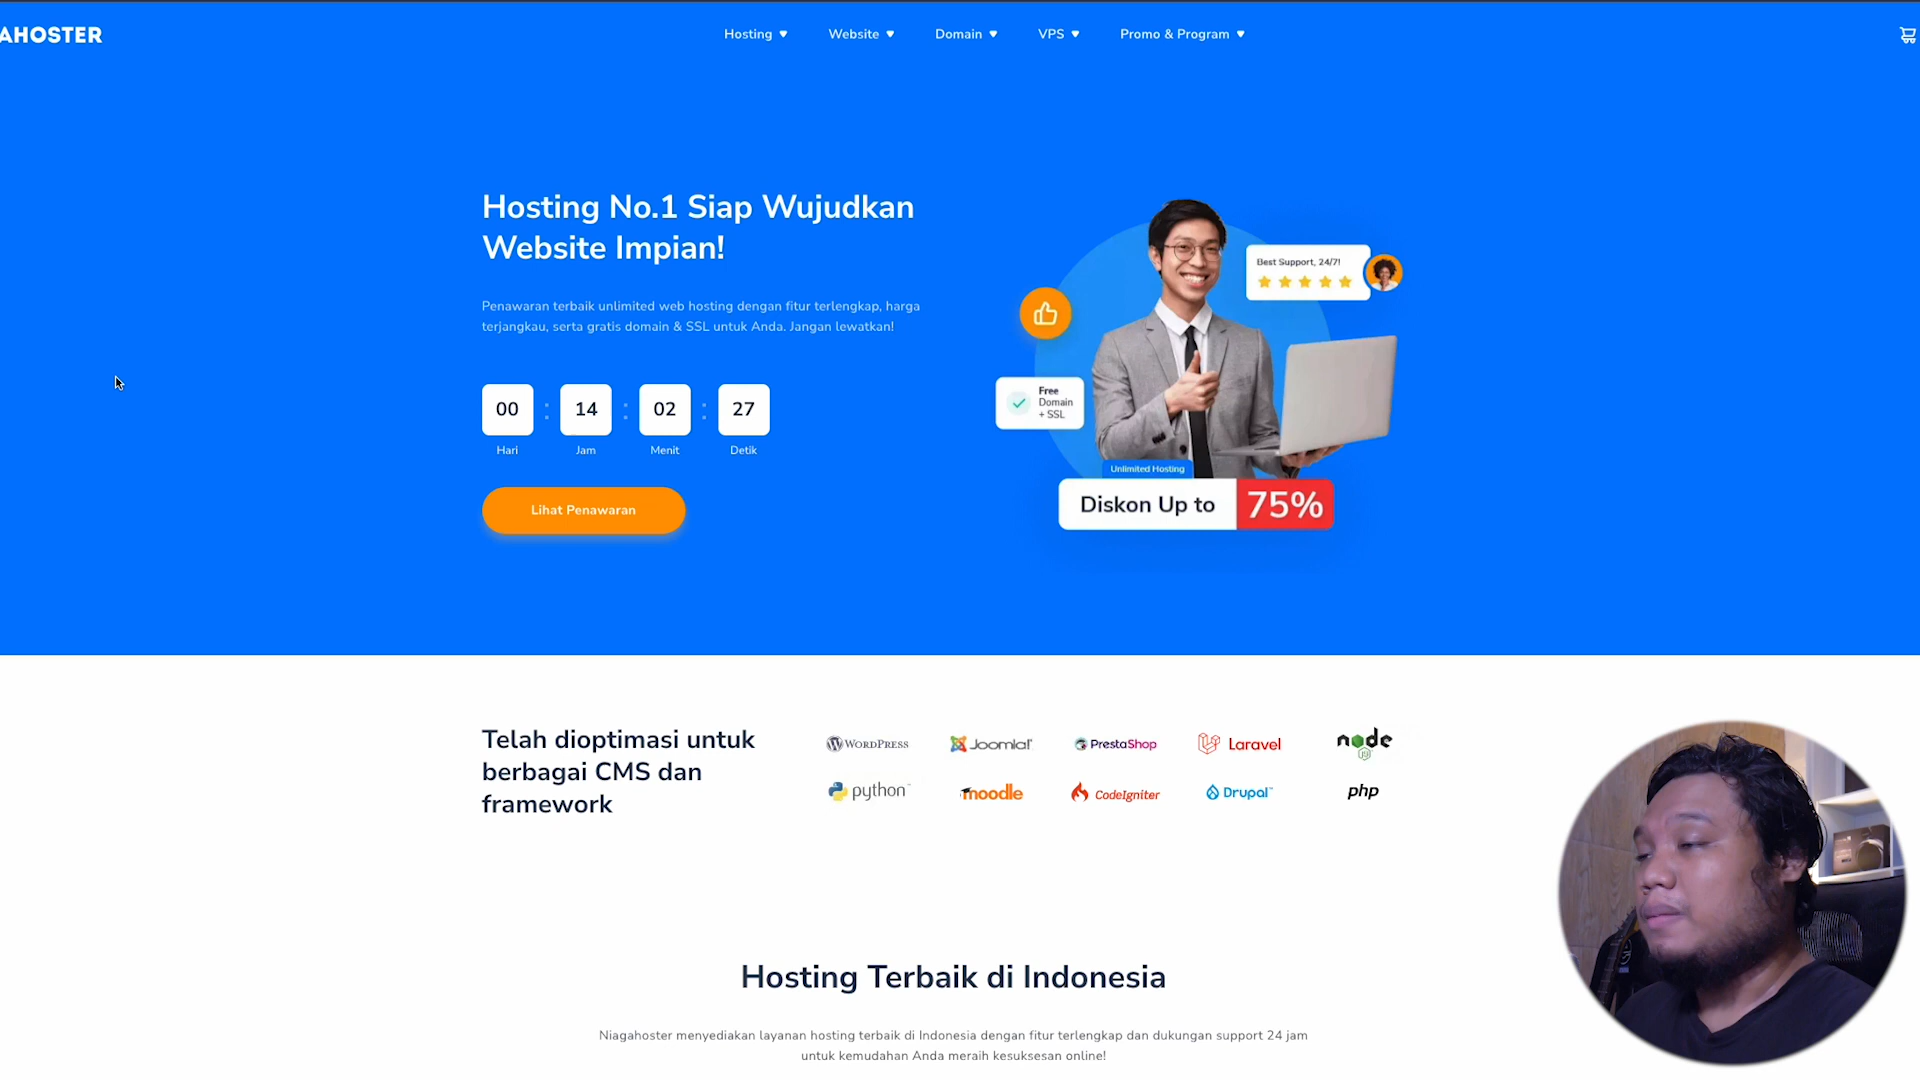 AHOSTER
Hosting Website Domain VPS Promo & Program
Hosting No.1 Siap Wujudkan
Website Impian!
Penawaran terbaik unlimited web hosting dengan fitur terlengkap, harga
terjangkau, serta gratis domain & SSL untuk Anda. Jangan lewatkan!
00 : 14 : 02 : 27
Hari Jam Menit Detik
Lihat Penawaran
Best Support, 24/7!
Free
Domain
+ SSL
Unlimited Hosting
Diskon Up to 75%
Telah dioptimasi untuk
berbagai CMS dan
framework
WORDPRESS Joomla!® PrestaShop Laravel node JS
python™ moodle CodeIgniter Drupal™ php
Hosting Terbaik di Indonesia
Niagahoster menyediakan layanan hosting terbaik di Indonesia dengan fitur terlengkap dan dukungan support 24 jam
untuk kemudahan Anda meraih kesuksesan online!